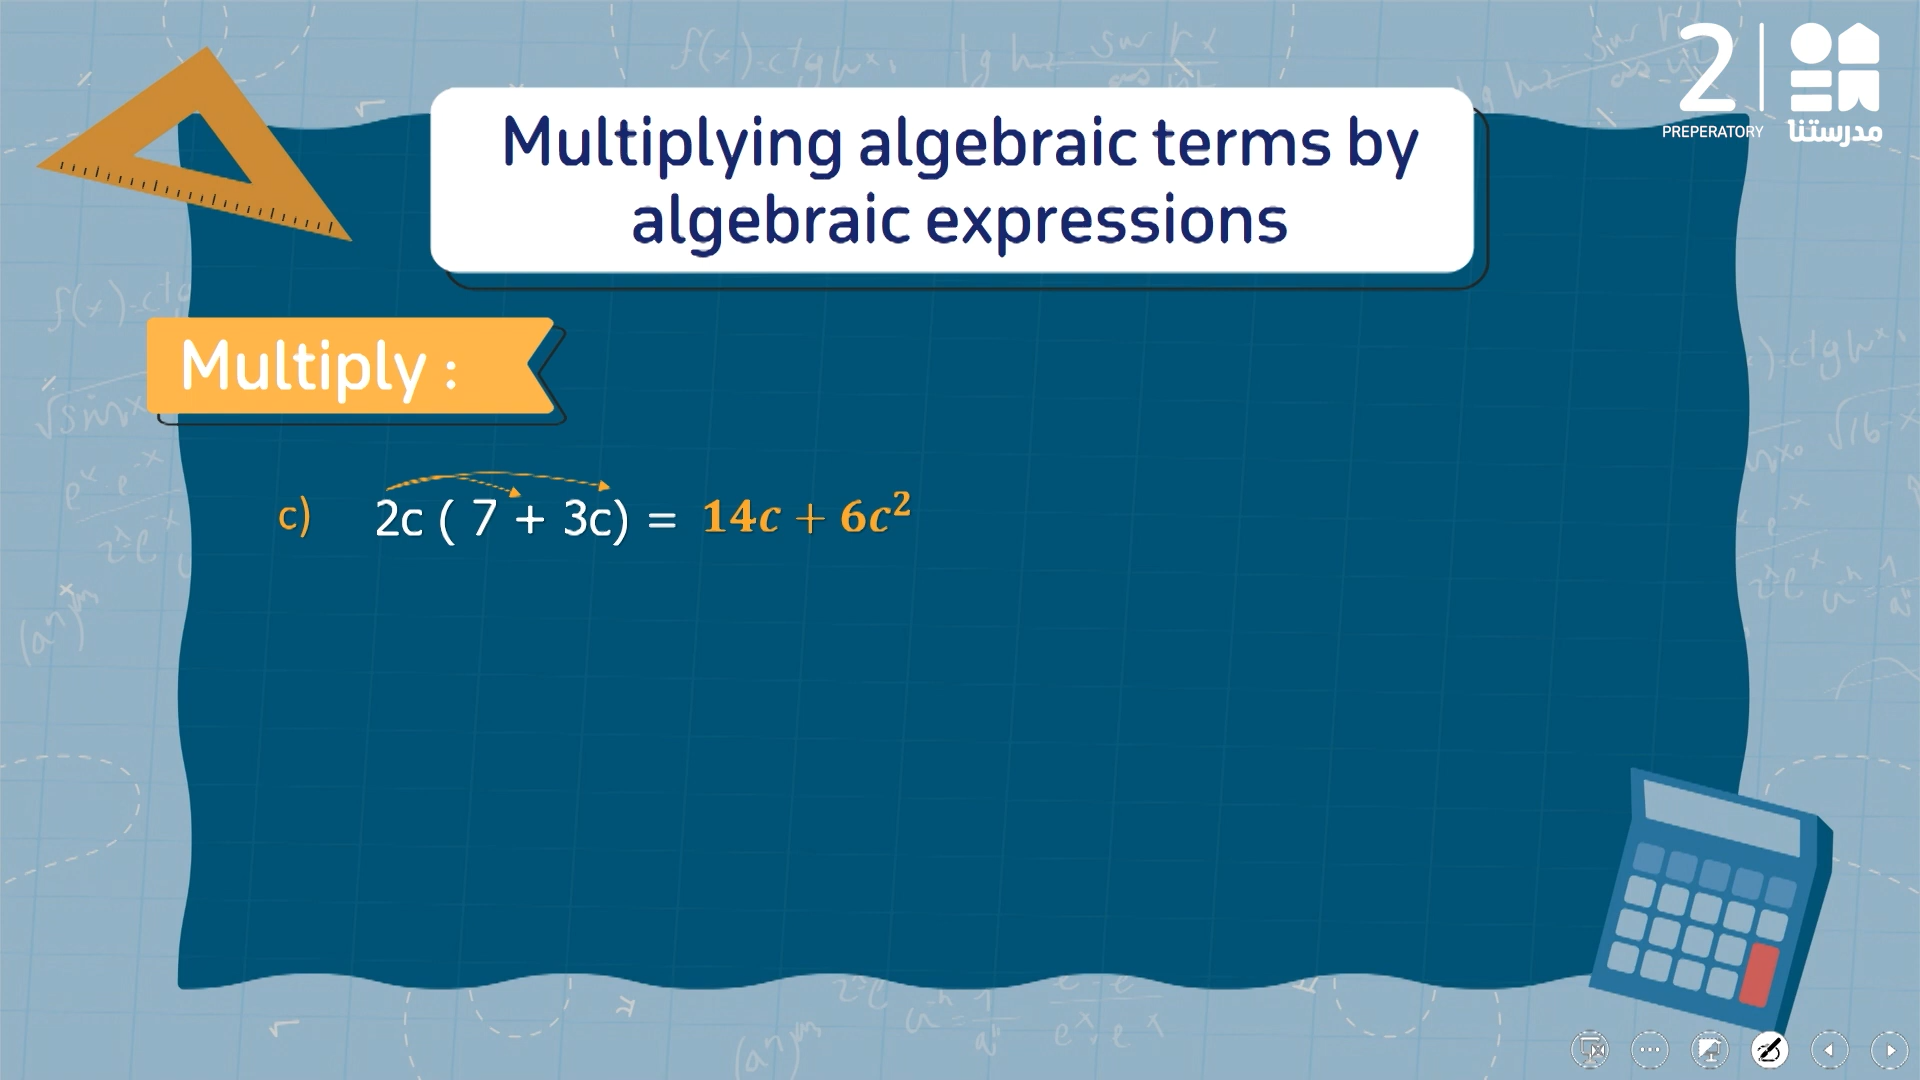 2
PREPERATORY
مدرستنا
Multiplying algebraic terms by
algebraic expressions
Multiply :
c) 2c ( 7 + 3c) = 14c + 6c²